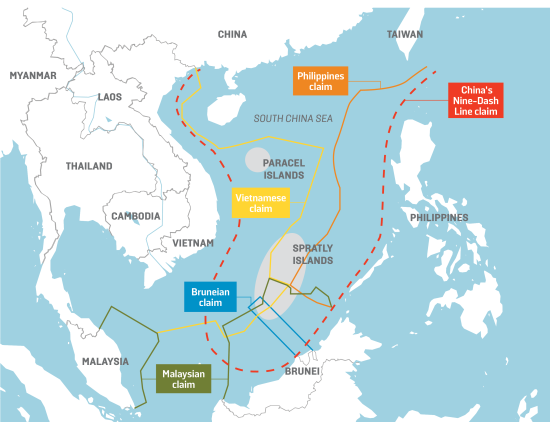 CHINA
TAIWAN
MYANMAR
Philippines
claim
China's
Nine-Dash
Line claim
LAOS
SOUTH CHINA SEA
THAILAND
PARACEL
ISLANDS
Vietnamese
claim
CAMBODIA
PHILIPPINES
VIETNAM
SPRATLY
ISLANDS
Bruneian
claim
MALAYSIA
Malaysian
claim
BRUNEI